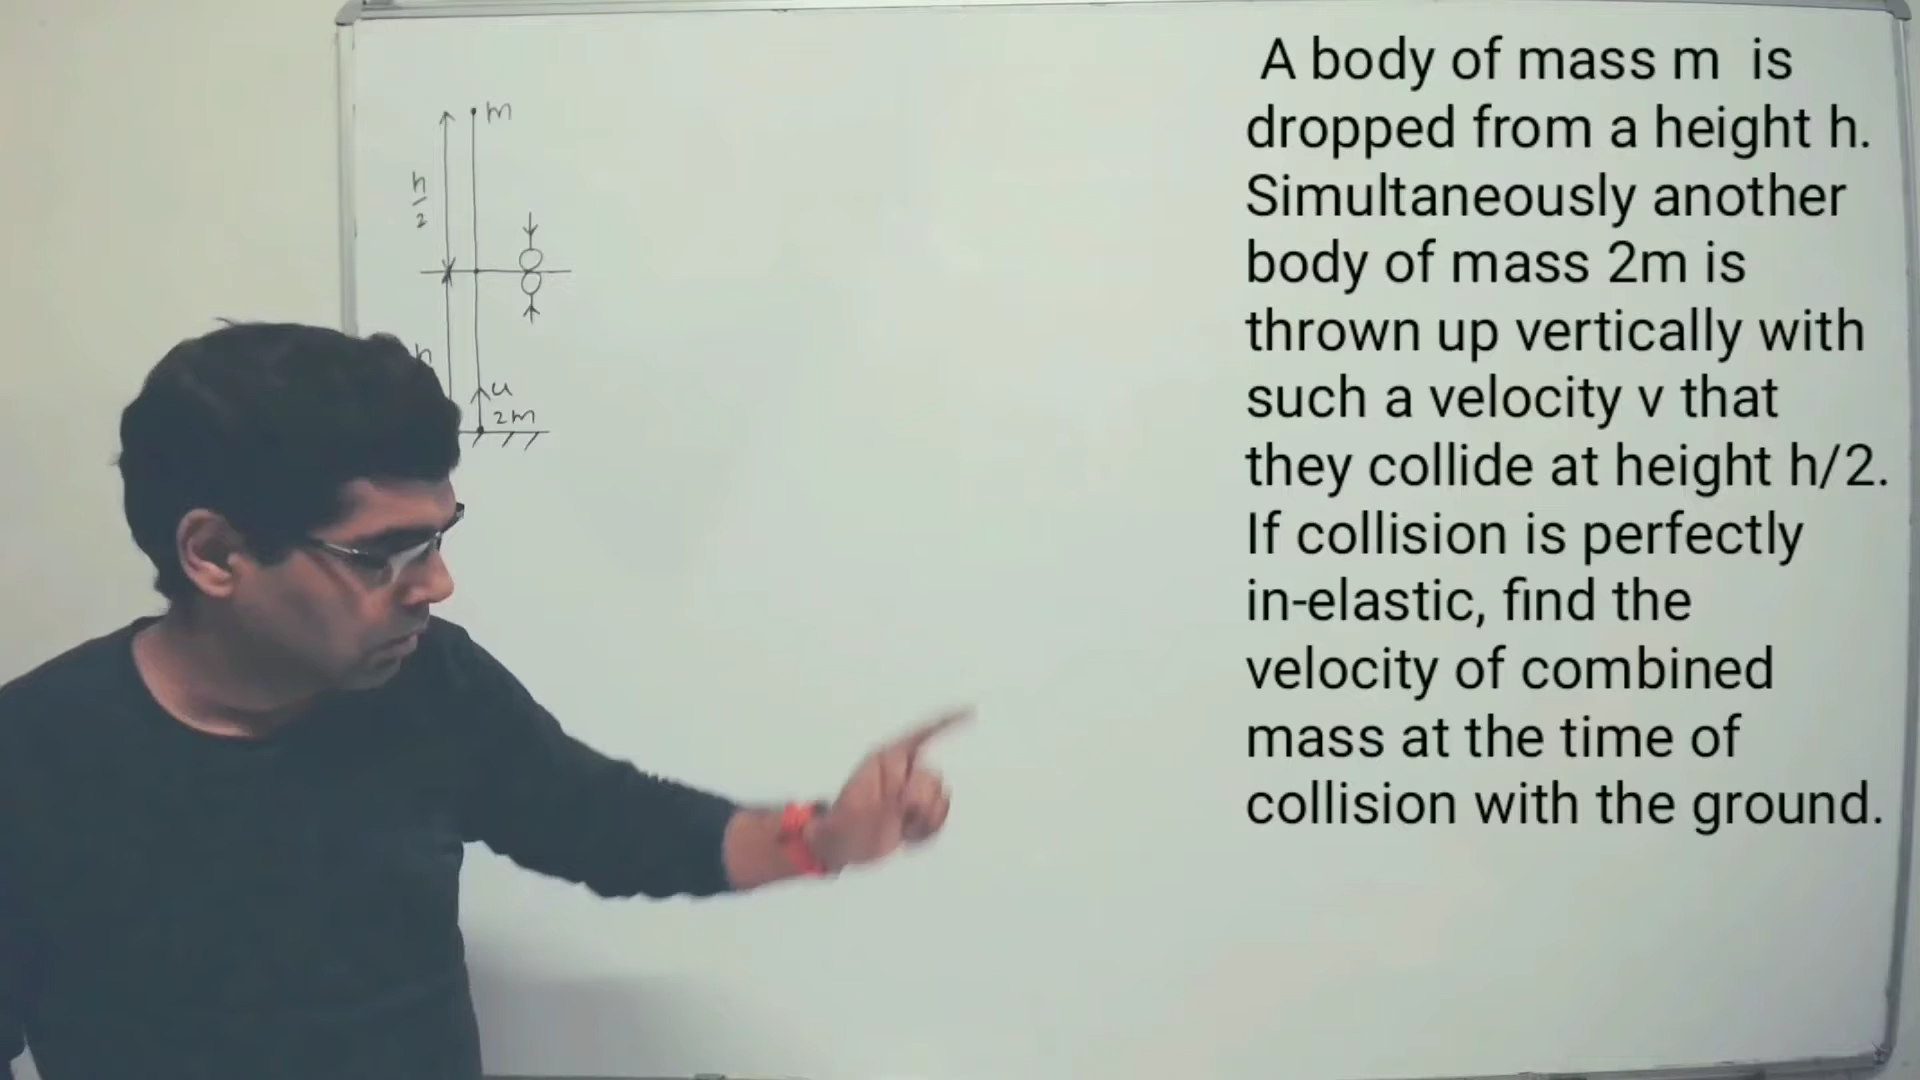 A body of mass m is
dropped from a height h.
Simultaneously another
body of mass 2m is
thrown up vertically with
such a velocity v that
they collide at height h/2.
If collision is perfectly
in-elastic, find the
velocity of combined
mass at the time of
collision with the ground.
m
h/2
h
u
2m